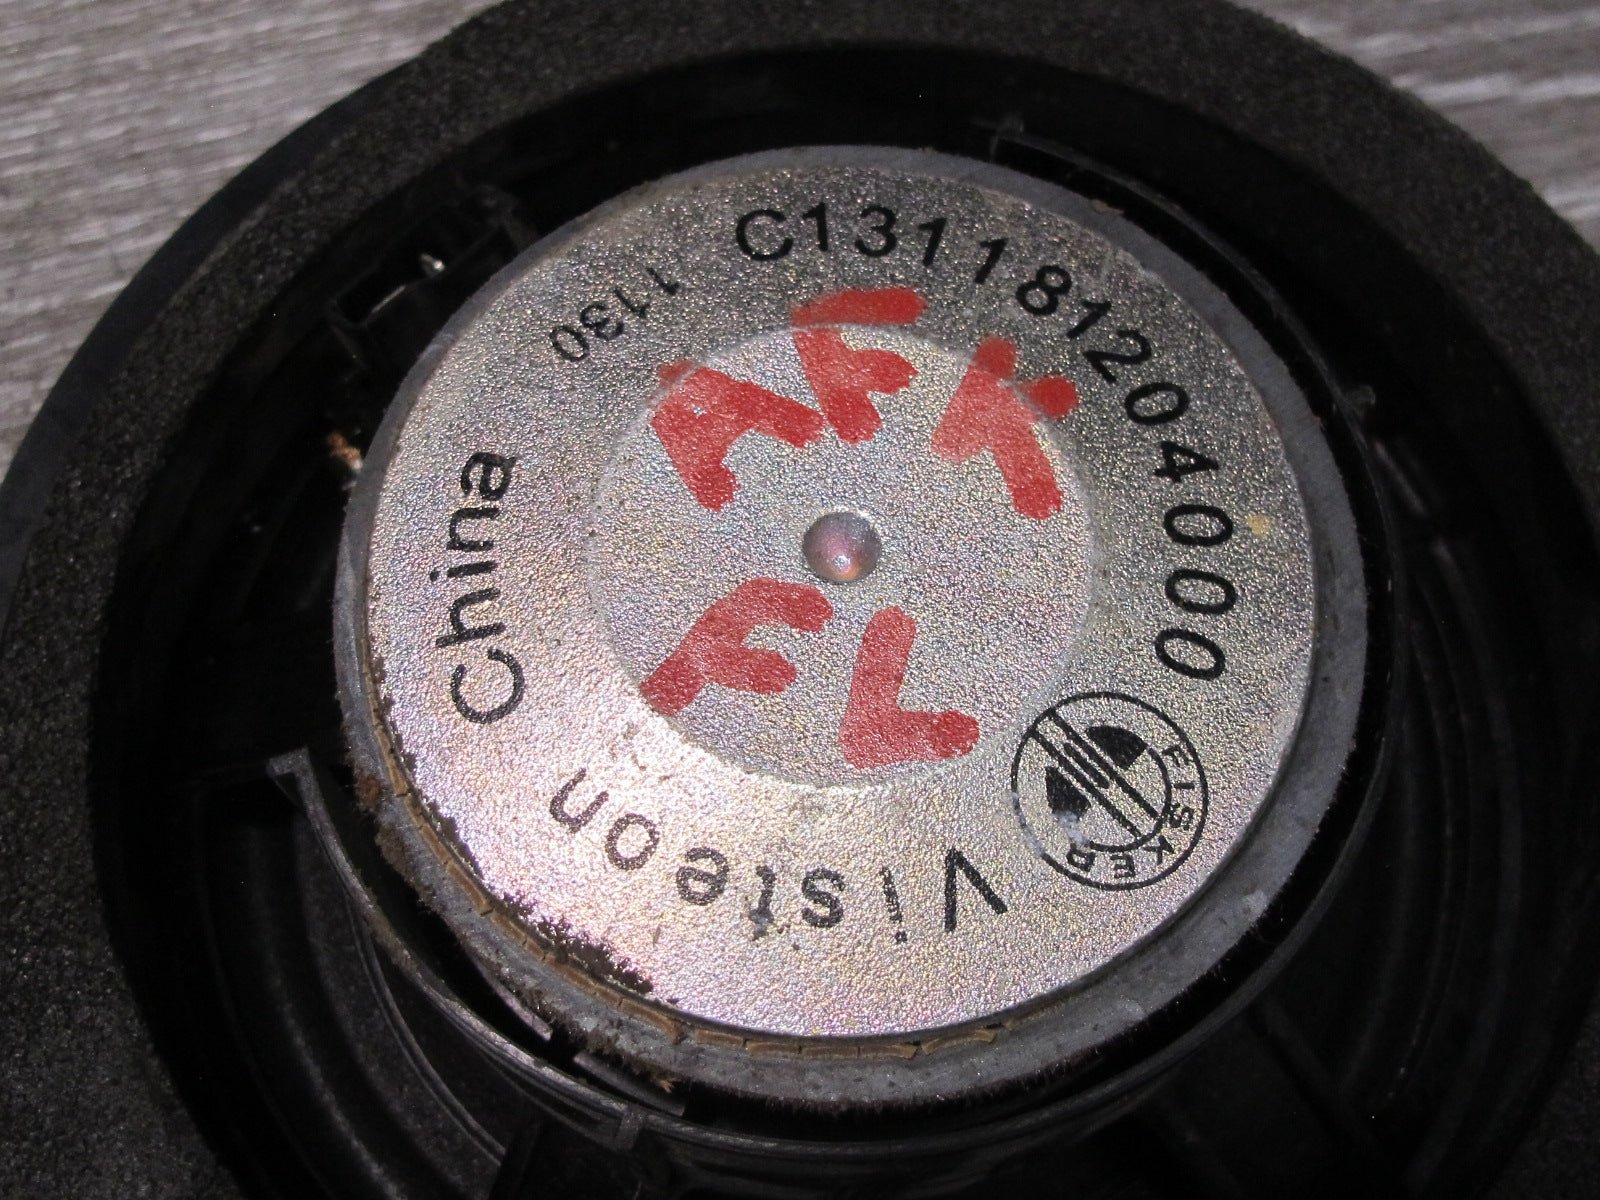 C131181204000
1130
AFK
China
FL
Visteon
FISKER